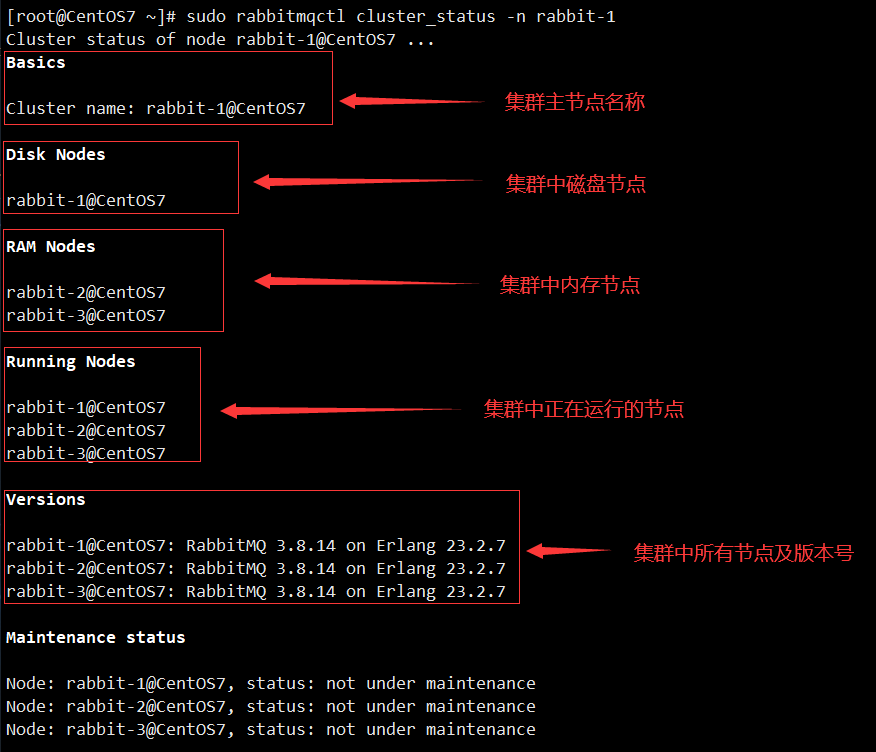 [root@CentOS7 ~]# sudo rabbitmqctl cluster_status -n rabbit-1
Cluster status of node rabbit-1@CentOS7 ...
Basics
Cluster name: rabbit-1@CentOS7
集群主节点名称
Disk Nodes
集群中磁盘节点
rabbit-1@CentOS7
RAM Nodes
集群中内存节点
rabbit-2@CentOS7
rabbit-3@CentOS7
Running Nodes
rabbit-1@CentOS7
集群中正在运行的节点
rabbit-2@CentOS7
rabbit-3@CentOS7
Versions
rabbit-1@CentOS7: RabbitMQ 3.8.14 on Erlang 23.2.7
集群中所有节点及版本号
rabbit-2@CentOS7: RabbitMQ 3.8.14 on Erlang 23.2.7
rabbit-3@CentOS7: RabbitMQ 3.8.14 on Erlang 23.2.7
Maintenance status
Node: rabbit-1@CentOS7, status: not under maintenance
Node: rabbit-2@CentOS7, status: not under maintenance
Node: rabbit-3@CentOS7, status: not under maintenance